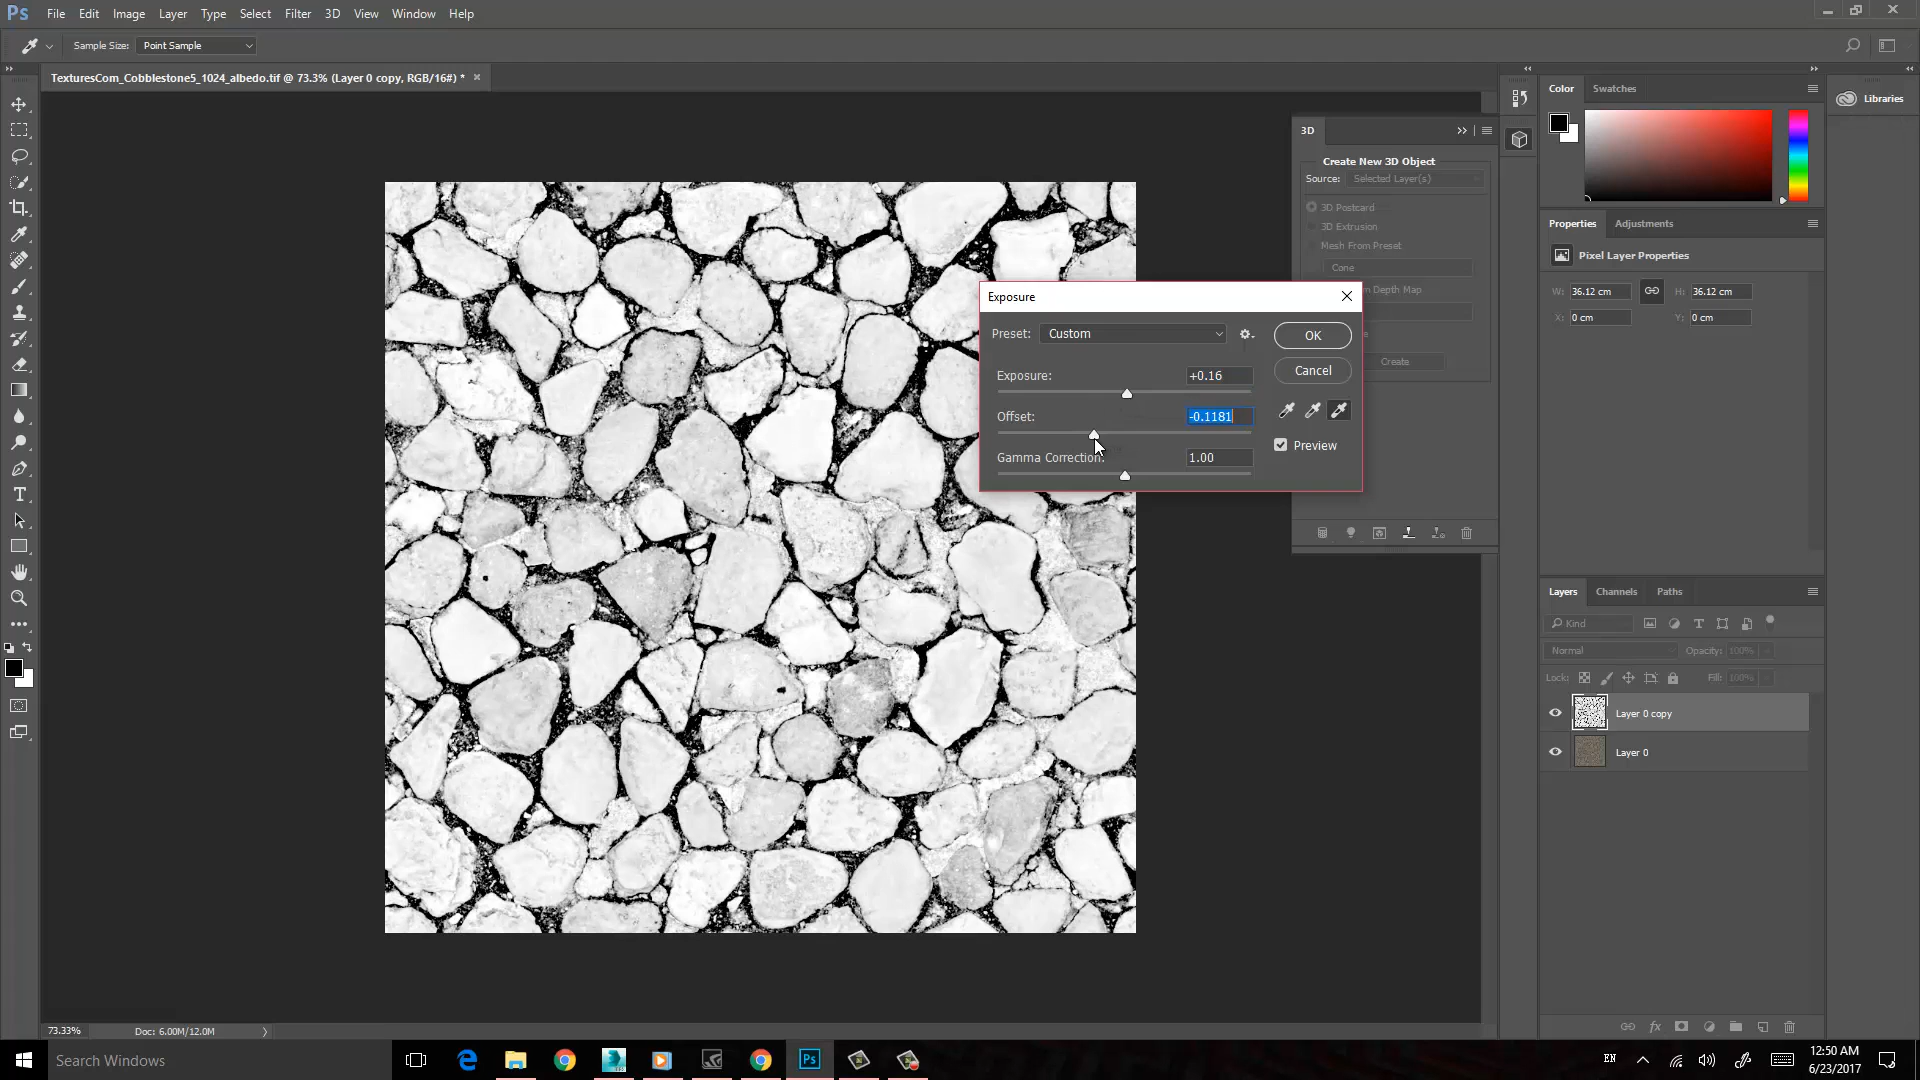 Ps File Edit Image Layer Type Select Filter 3D View Window Help
Sample Size: Point Sample
TexturesCom_Cobblestone5_1024_albedo.tif @ 73.3% (Layer 0 copy, RGB/16#) *
Color Swatches
Libraries
3D
Create New 3D Object
Source: Selected Layer(s)
3D Postcard
3D Extrusion
Mesh From Preset
Cone
Depth Map
Create
Exposure
Preset: Custom
OK
Exposure: +0.16
Cancel
Offset: -0.1181
Preview
Gamma Correction: 1.00
Properties Adjustments
Pixel Layer Properties
W: 36.12 cm H: 36.12 cm
X: 0 cm Y: 0 cm
Layers Channels Paths
Kind
Normal Opacity: 100%
Lock: Fill: 100%
Layer 0 copy
Layer 0
fx
73.33% Doc: 6.00M/12.0M
Search Windows
Ps
EN
12:50 AM
6/23/2017